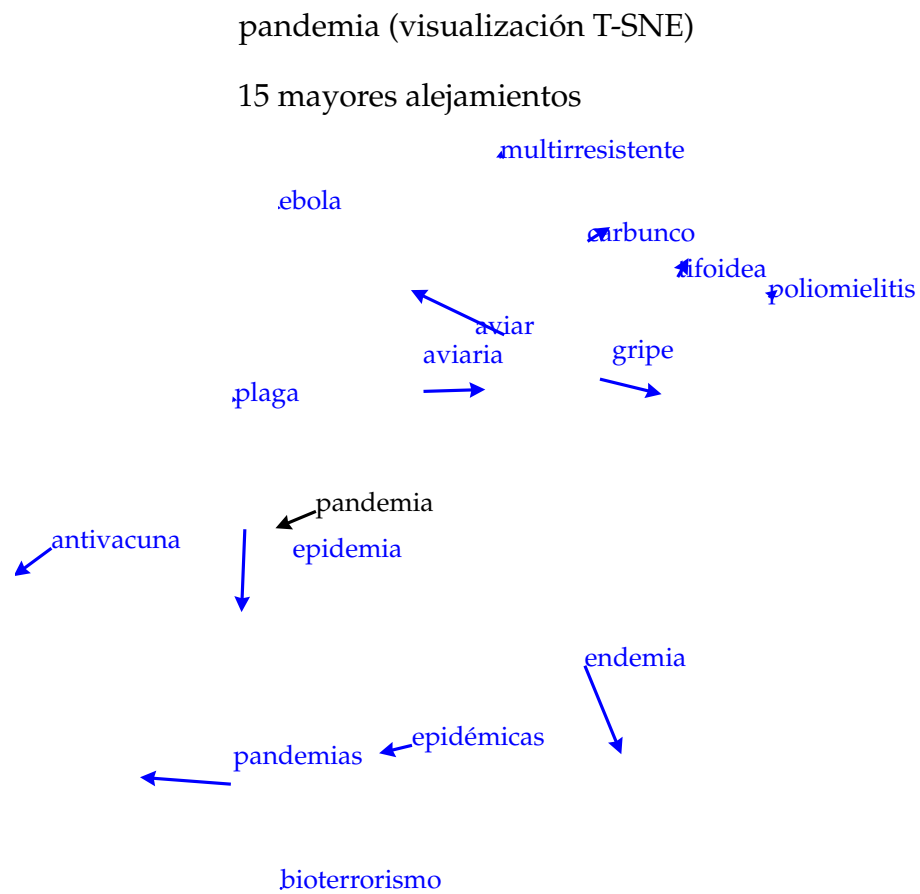 pandemia (visualización T-SNE)
15 mayores alejamientos
multirresistente
ebola
carbunco
tifoidea
poliomielitis
aviar
aviaria
gripe
plaga
pandemia
antivacuna
epidemia
endemia
epidémicas
pandemias
bioterrorismo